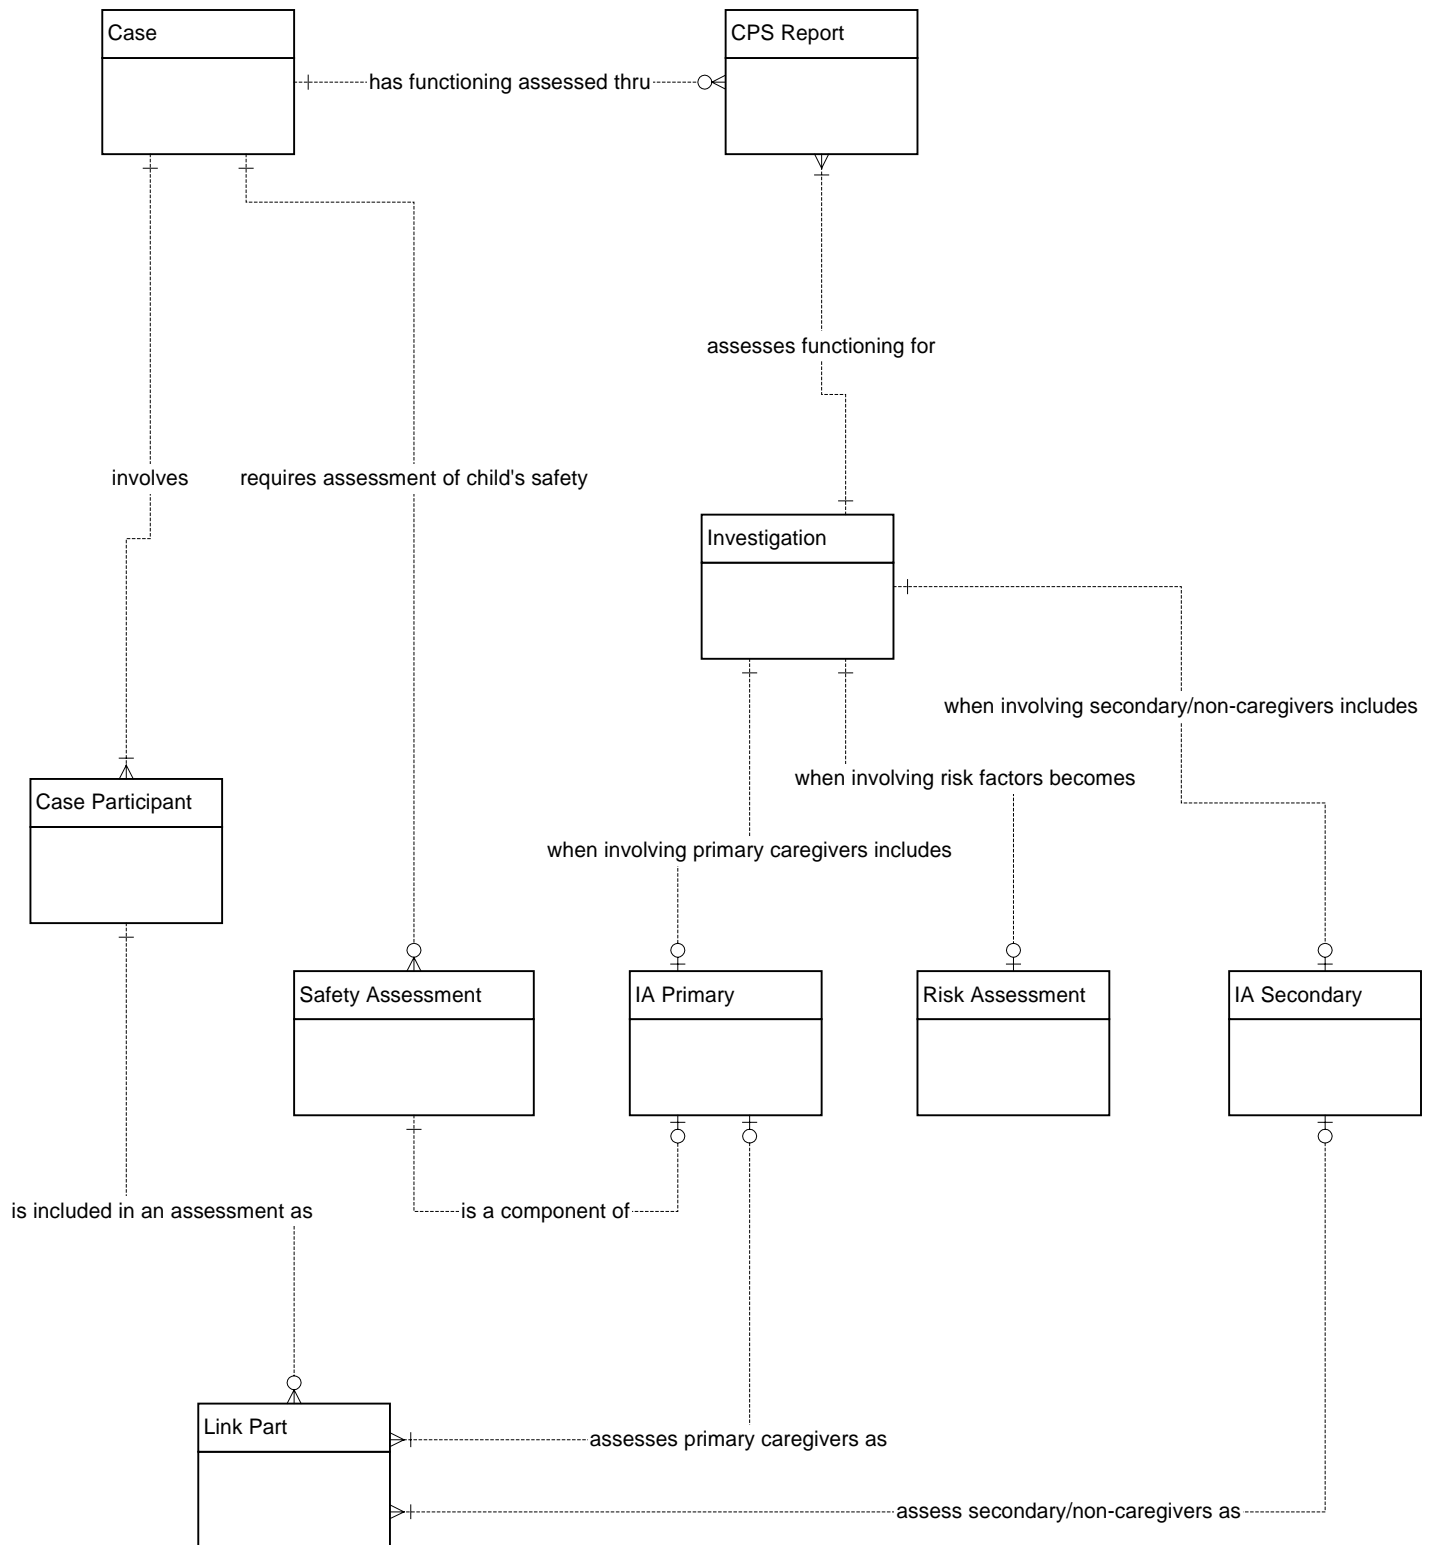 Case
CPS Report
has functioning assessed thru
assesses functioning for
involves
requires assessment of child's safety
Investigation
when involving secondary/non-caregivers includes
when involving risk factors becomes
Case Participant
when involving primary caregivers includes
Safety Assessment
IA Primary
Risk Assessment
IA Secondary
is included in an assessment as
is a component of
Link Part
assesses primary caregivers as
assess secondary/non-caregivers as